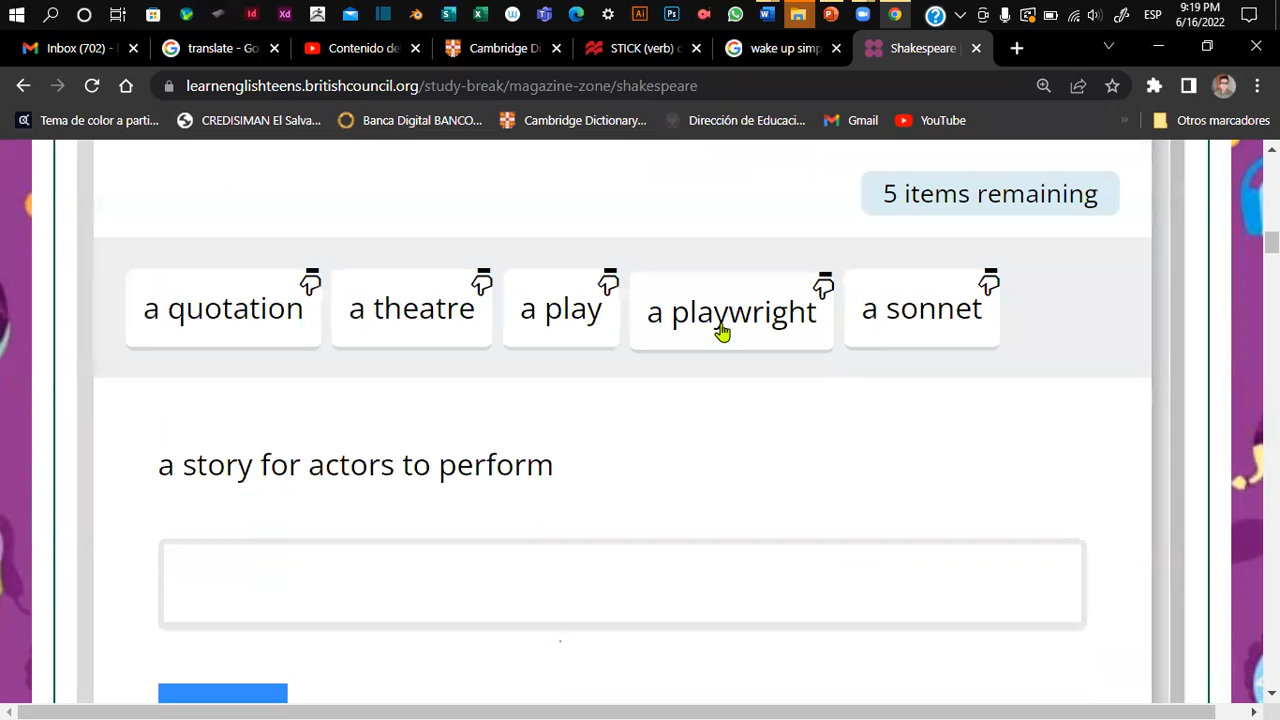 Ai Ps ESP 9:19 PM
6/16/2022
Inbox (702) - translate - Go Contenido de Cambridge Di STICK (verb) c wake up simp Shakespeare
learnenglishteens.britishcouncil.org/study-break/magazine-zone/shakespeare
Tema de color a parti... CREDISIMAN El Salva... Banca Digital BANCO... Cambridge Dictionary... Dirección de Educaci... Gmail YouTube » Otros marcadores
5 items remaining
a quotation a theatre a play a playwright a sonnet
a story for actors to perform